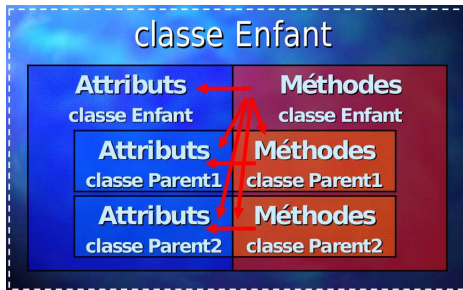 classe Enfant
Attributs Méthodes
classe Enfant classe Enfant
Attributs Méthodes
classe Parent1 classe Parent1
Attributs Méthodes
classe Parent2 classe Parent2